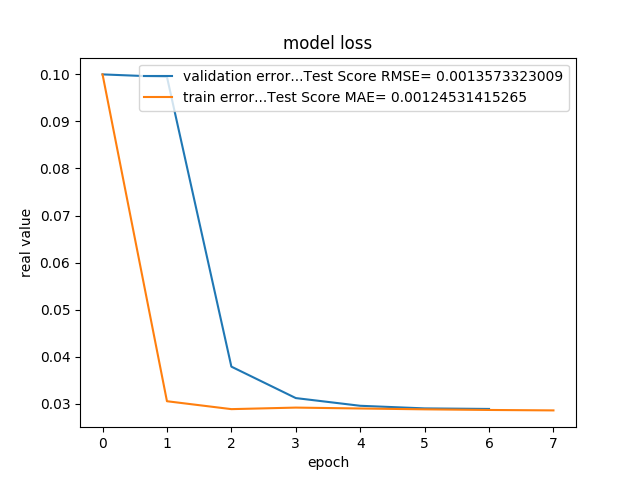 model loss
validation error...Test Score RMSE= 0.0013573323009
train error...Test Score MAE= 0.00124531415265
0.10
0.09
0.08
0.07
0.06
0.05
0.04
0.03
real value
0 1 2 3 4 5 6 7
epoch